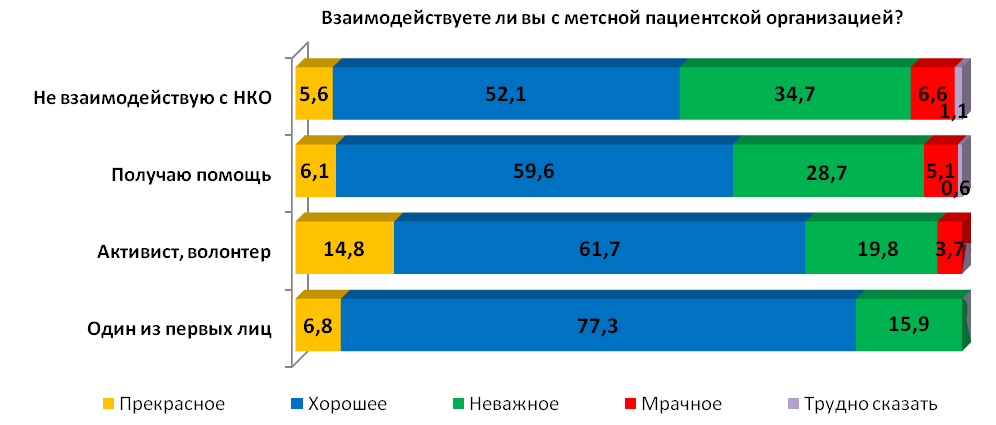 Взаимодействуете ли вы с метсной пациентской организацией?
Не взаимодействую с НКО 5,6 52,1 34,7 6,6 1,1
Получаю помощь 6,1 59,6 28,7 5,1 0,6
Активист, волонтер 14,8 61,7 19,8 3,7
Один из первых лиц 6,8 77,3 15,9
Прекрасное Хорошее Неважное Мрачное Трудно сказать